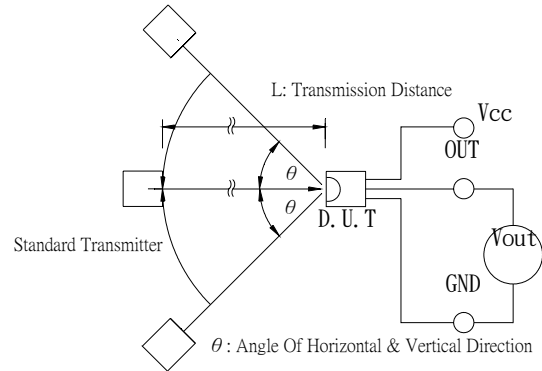 L: Transmission Distance
Vcc
OUT
θ
θ
D.U.T
Standard Transmitter
Vout
GND
θ : Angle Of Horizontal & Vertical Direction